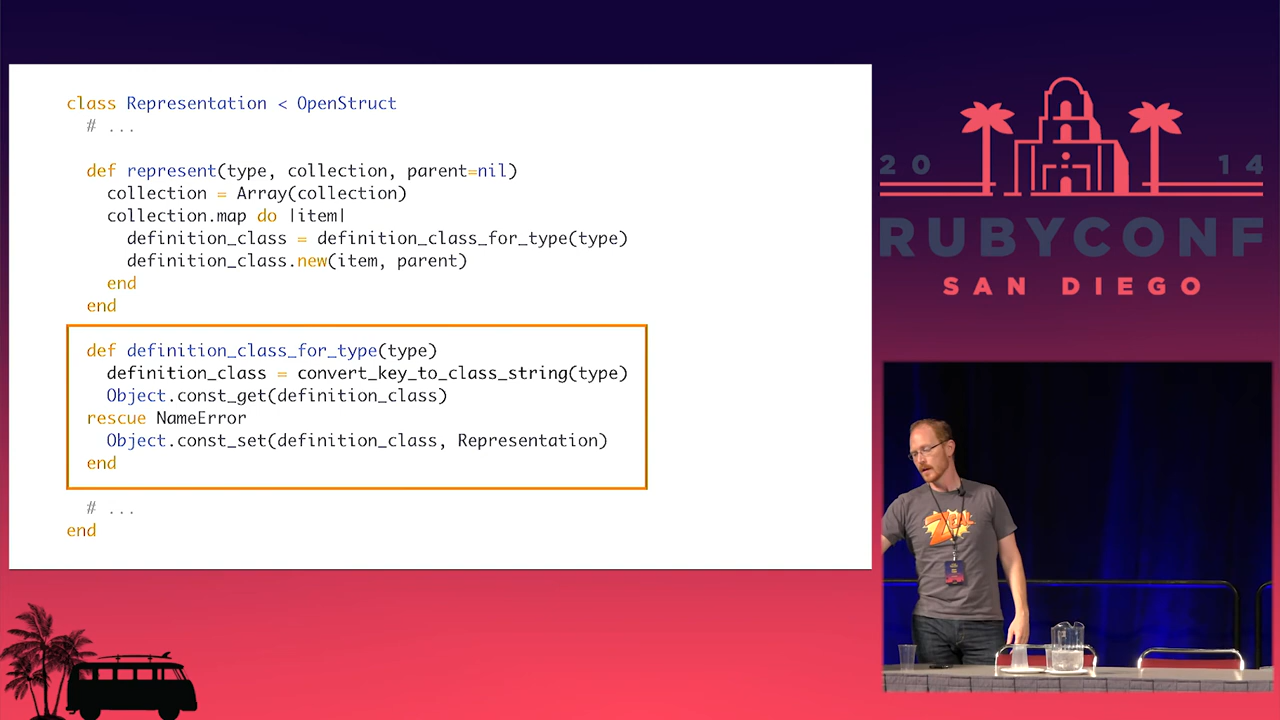 class Representation < OpenStruct
# ...
def represent(type, collection, parent=nil)
collection = Array(collection)
collection.map do |item|
definition_class = definition_class_for_type(type)
definition_class.new(item, parent)
end
end
def definition_class_for_type(type)
definition_class = convert_key_to_class_string(type)
Object.const_get(definition_class)
rescue NameError
Object.const_set(definition_class, Representation)
end
# ...
end
20 14
RUBYCONF
SAN DIEGO
ZEAL